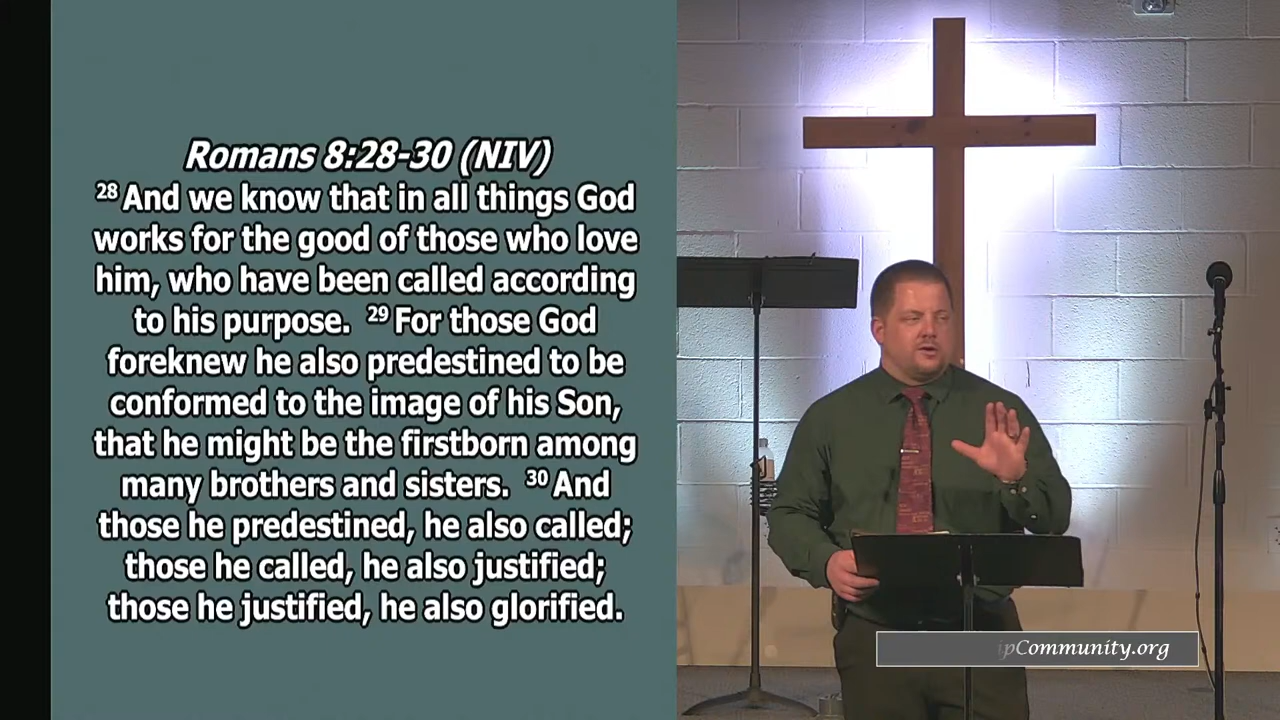 Romans 8:28-30 (NIV)
28 And we know that in all things God
works for the good of those who love
him, who have been called according
to his purpose. 29 For those God
foreknew he also predestined to be
conformed to the image of his Son,
that he might be the firstborn among
many brothers and sisters. 30 And
those he predestined, he also called;
those he called, he also justified;
those he justified, he also glorified.
ipCommunity.org